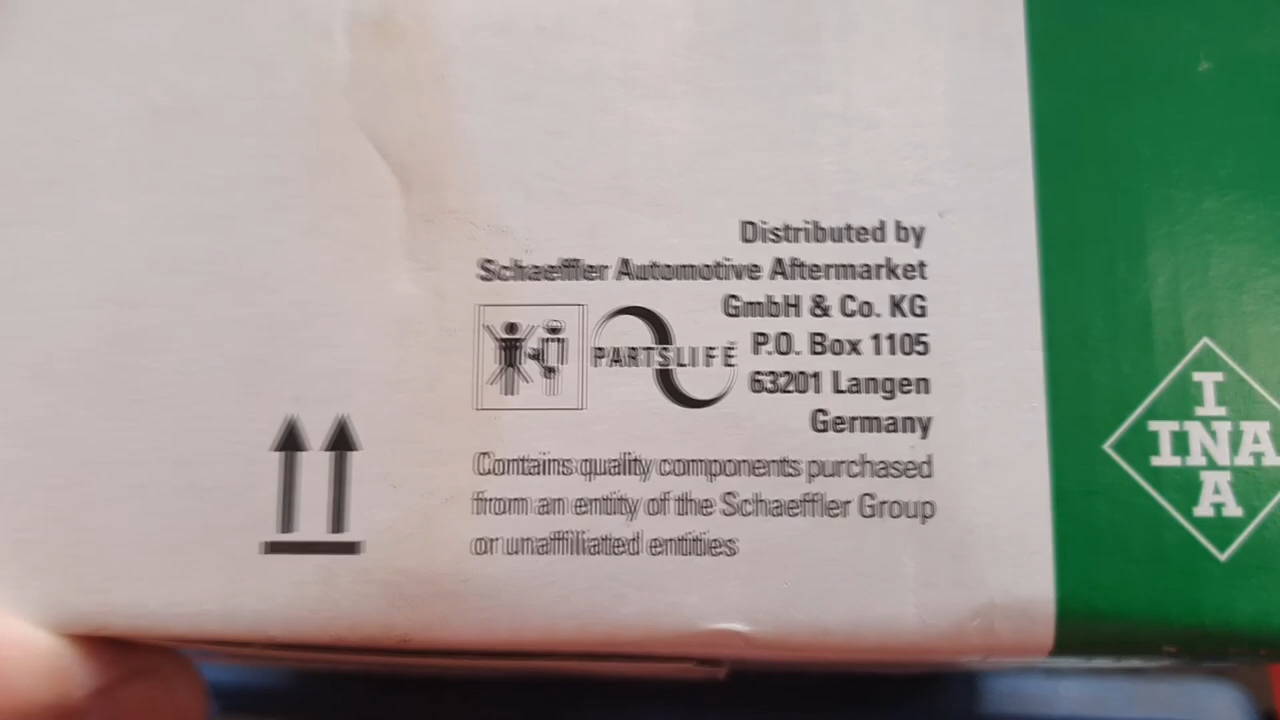 Distributed by
Schaeffler Automotive Aftermarket
GmbH & Co. KG
PARTSLIFE
P.O. Box 1105
63201 Langen
Germany
Contains quality components purchased
from an entity of the Schaeffler Group
or unaffiliated entities
I
INA
A